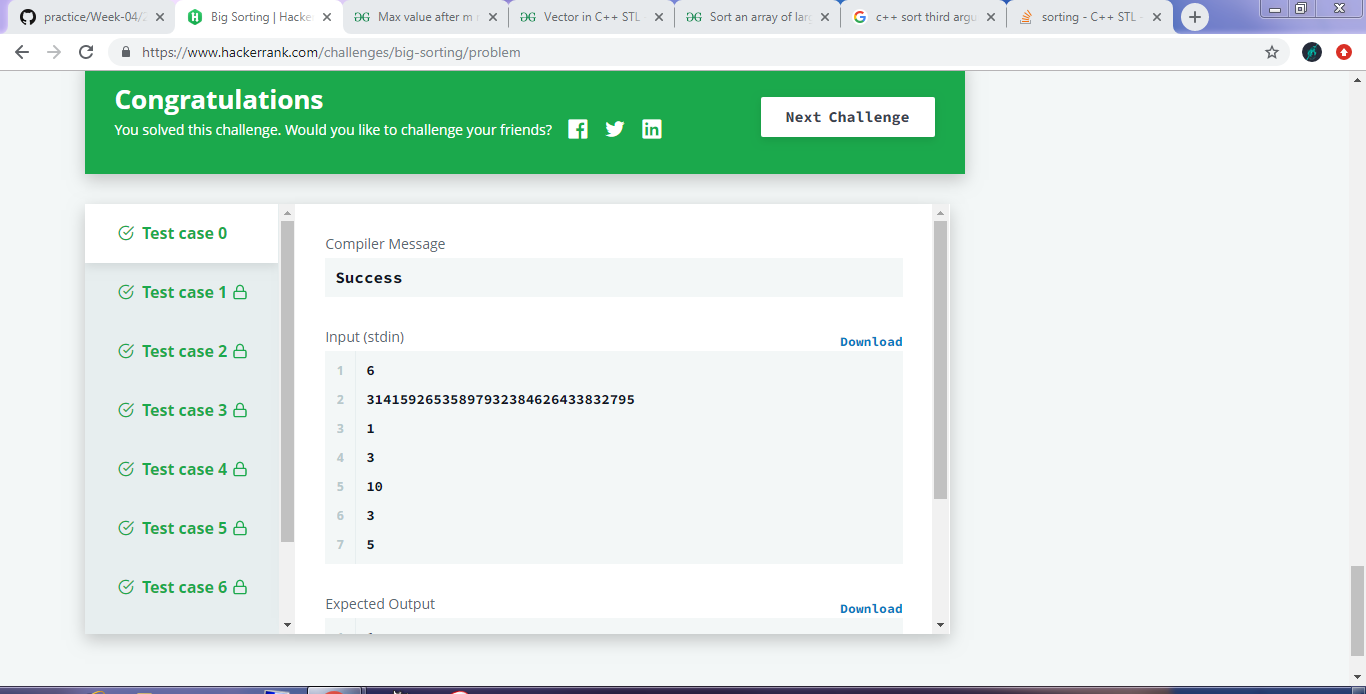 practice/Week-04/2
Big Sorting | Hacke
Max value after m r
Vector in C++ STL
Sort an array of lar
c++ sort third argu
sorting - C++ STL -
https://www.hackerrank.com/challenges/big-sorting/problem
Congratulations
You solved this challenge. Would you like to challenge your friends?
Next Challenge
Test case 0
Test case 1
Test case 2
Test case 3
Test case 4
Test case 5
Test case 6
Compiler Message
Success
Input (stdin)
Download
1 6
2 31415926535897932384626433832795
3 1
4 3
5 10
6 3
7 5
Expected Output
Download